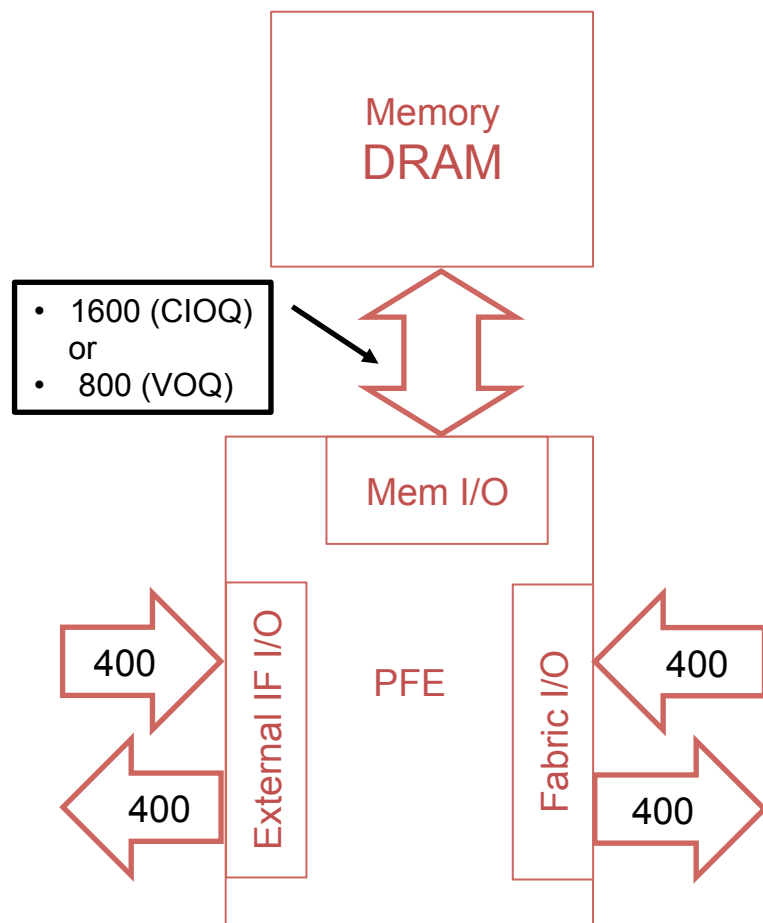 Memory
DRAM
• 1600 (CIOQ)
or
• 800 (VOQ)
Mem I/O
400
External IF I/O
PFE
Fabric I/O
400
400
400